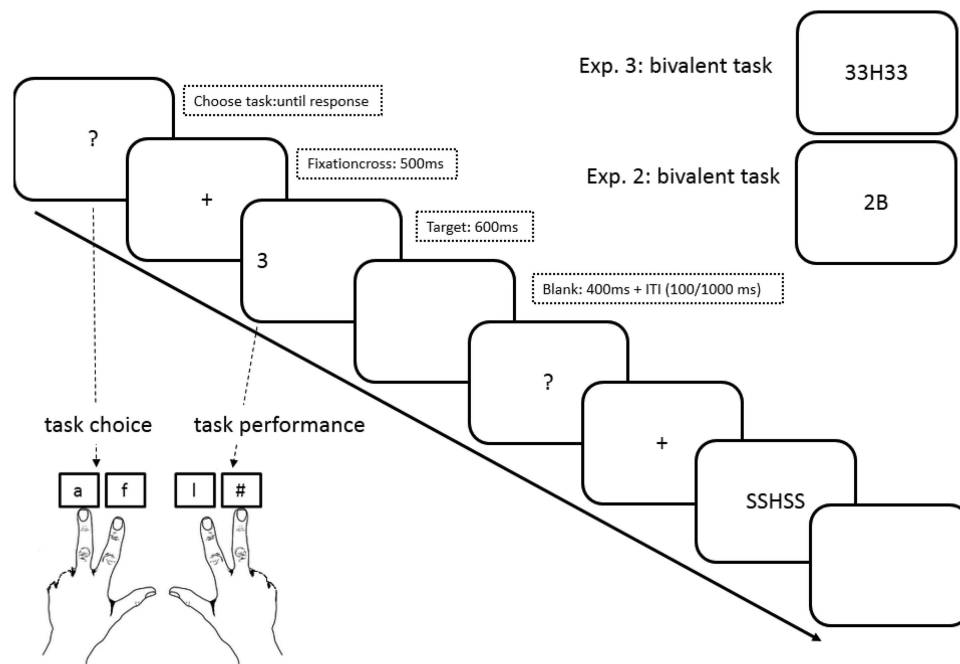 Exp. 3: bivalent task
33H33
Choose task:until response
?
Fixationcross: 500ms
+
Exp. 2: bivalent task
2B
Target: 600ms
3
Blank: 400ms + ITI (100/1000 ms)
?
task choice
task performance
+
a
f
l
#
SSHSS